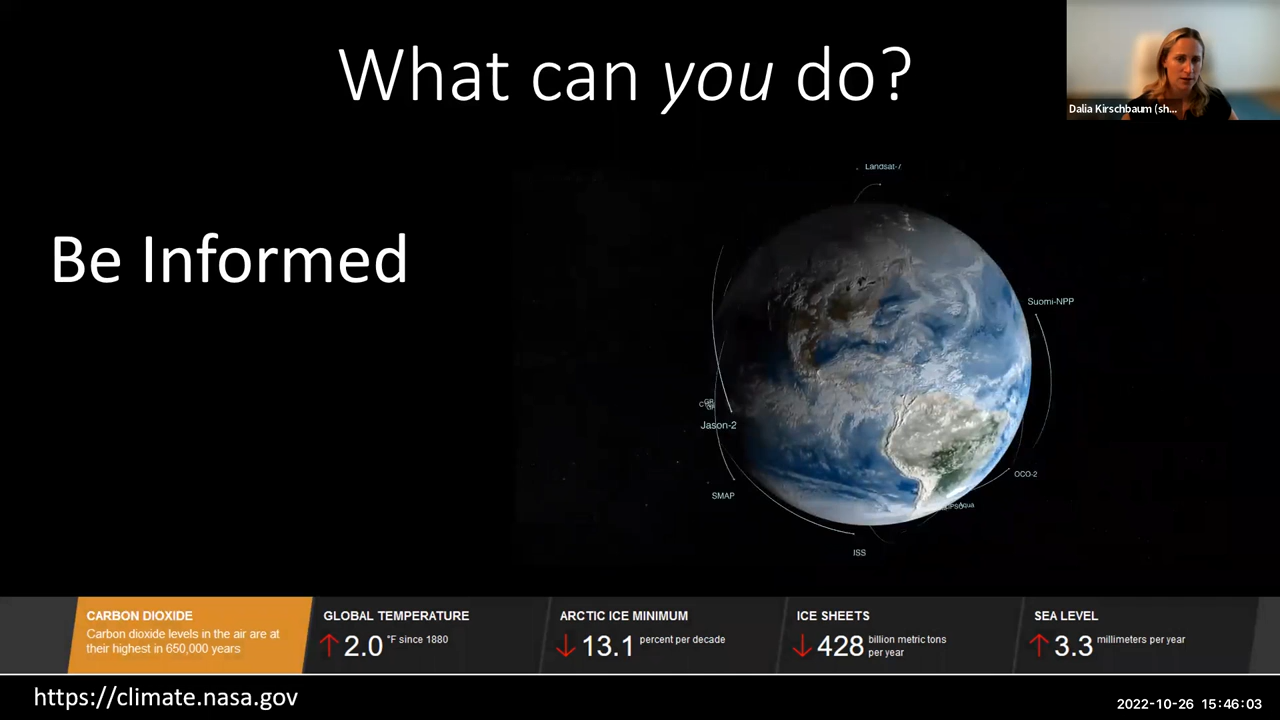 What can you do?
Dalia Kirschbaum (sh...
Landsat-7
Be Informed
Suomi-NPP
Jason-2
OCO-2
SMAP
Aqua
ISS
CARBON DIOXIDE
Carbon dioxide levels in the air are at
their highest in 650,000 years
GLOBAL TEMPERATURE
↑ 2.0 °F since 1880
ARCTIC ICE MINIMUM
↓ 13.1 percent per decade
ICE SHEETS
↓ 428 billion metric tons
per year
SEA LEVEL
↑ 3.3 millimeters per year
https://climate.nasa.gov
2022-10-26 15:46:03